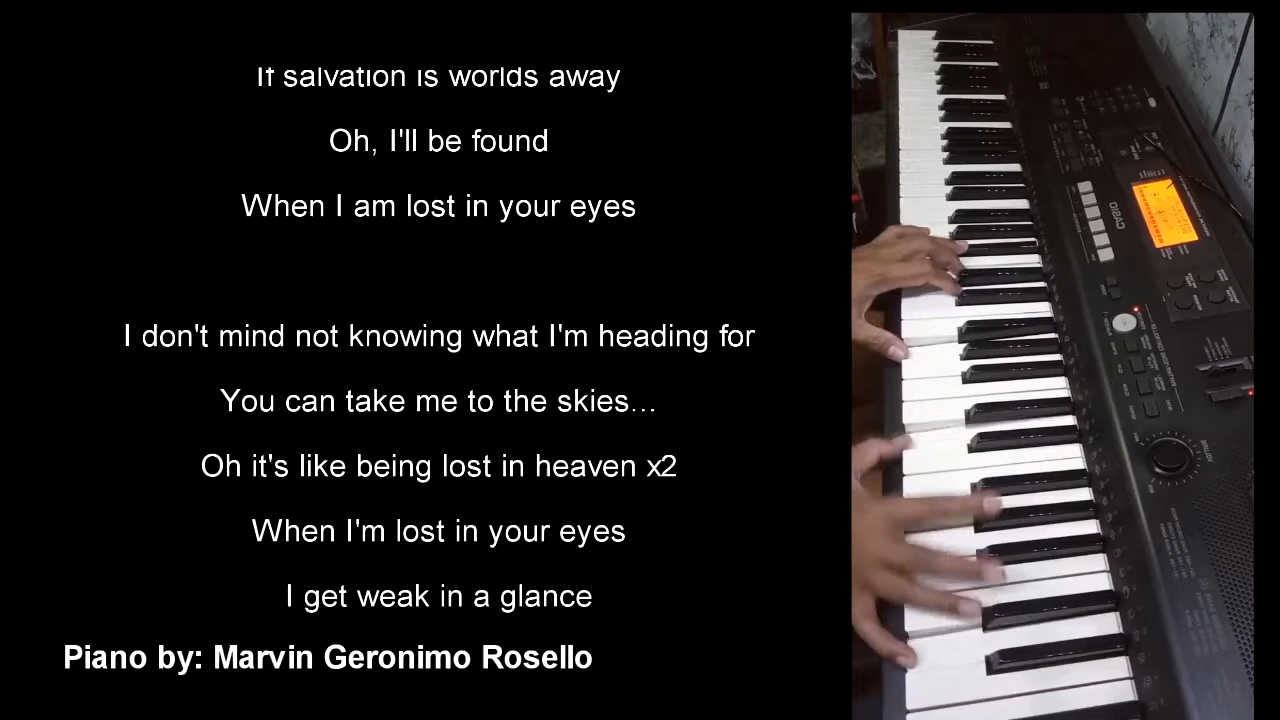 If salvation is worlds away
Oh, I'll be found
When I am lost in your eyes
I don't mind not knowing what I'm heading for
You can take me to the skies...
Oh it's like being lost in heaven x2
When I'm lost in your eyes
I get weak in a glance
Piano by: Marvin Geronimo Rosello
CASIO